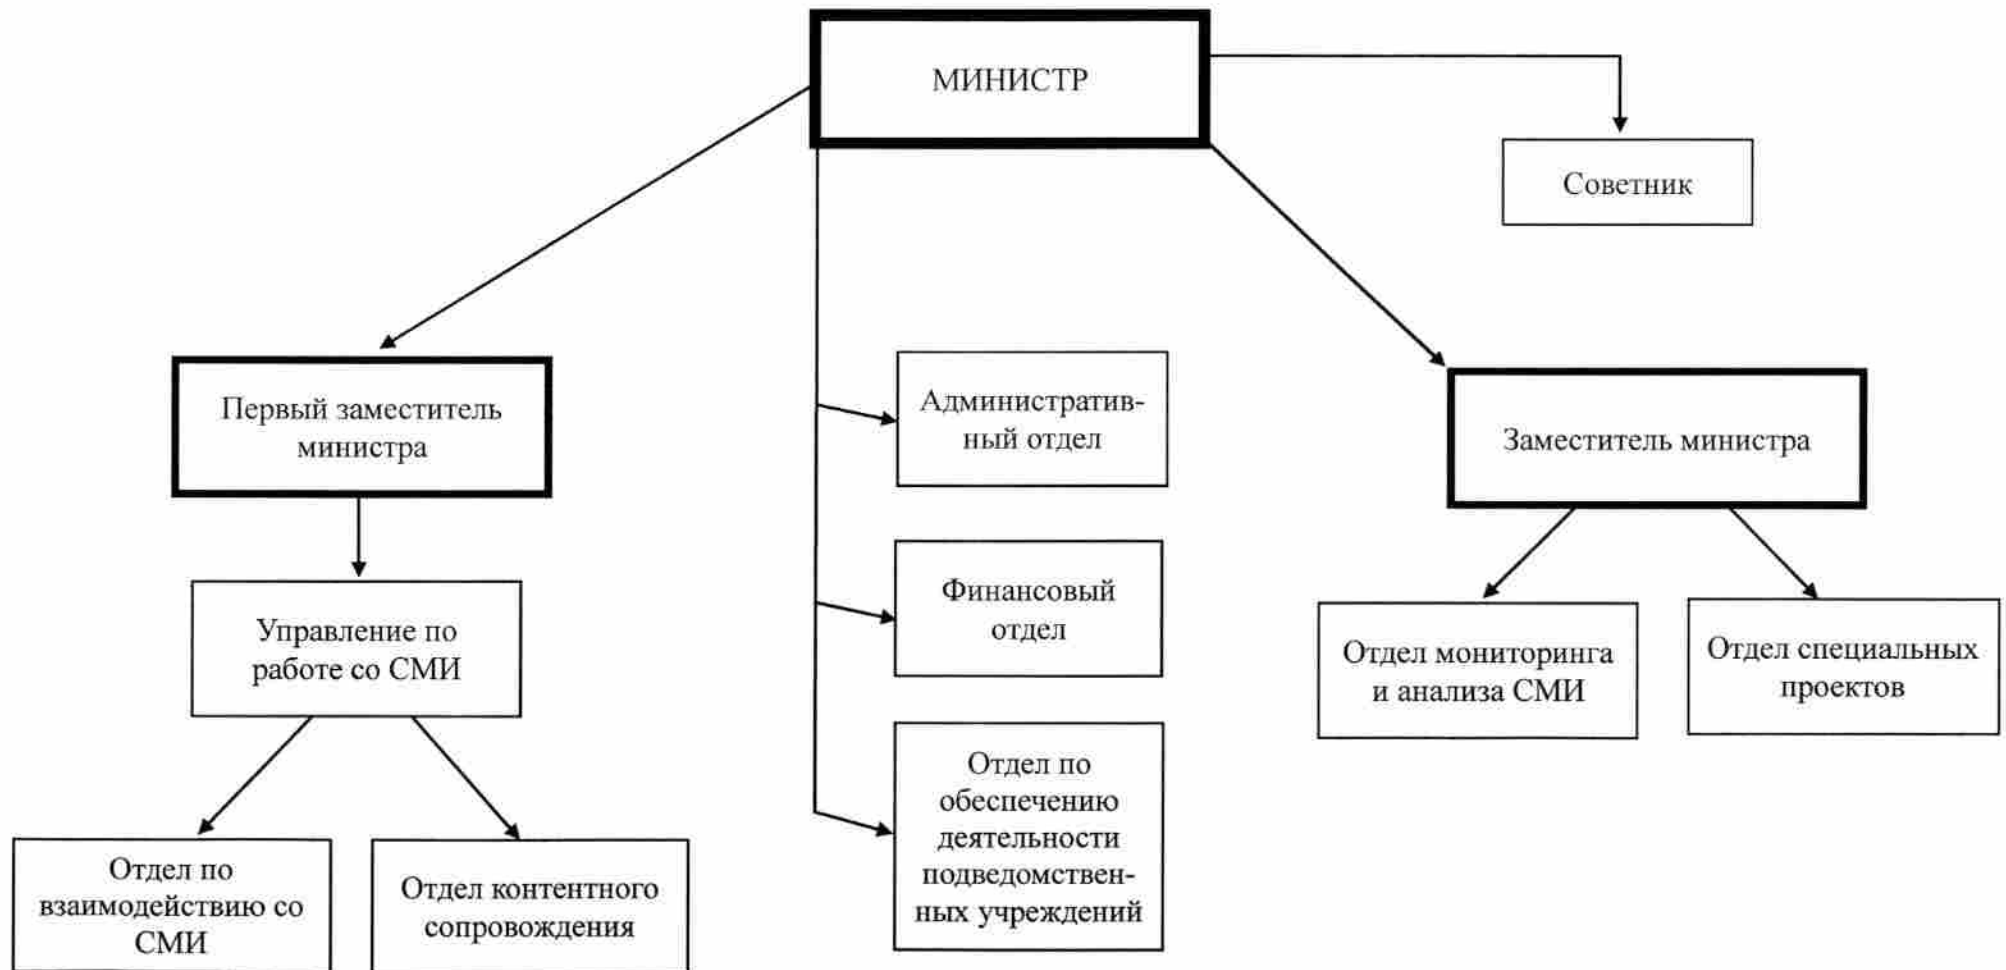 МИНИСТР
Советник
Первый заместитель
министра
Административ-
ный отдел
Заместитель министра
Финансовый
отдел
Управление по
работе со СМИ
Отдел мониторинга
и анализа СМИ
Отдел специальных
проектов
Отдел по
обеспечению
деятельности
подведомствен-
ных учреждений
Отдел по
взаимодействию со
СМИ
Отдел контентного
сопровождения